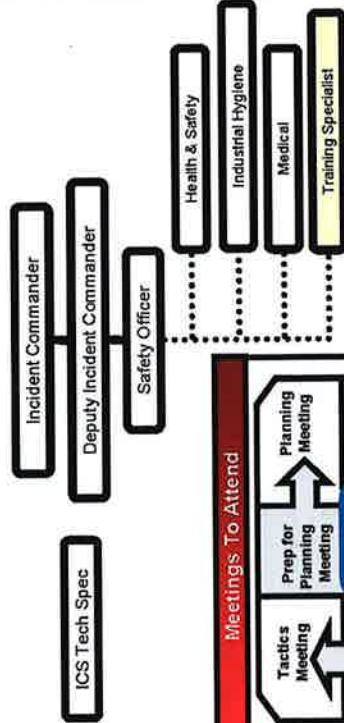 Incident Commander
Deputy Incident Commander
Safety Officer
ICS Tech Spec
Health & Safety
Industrial Hygiene
Medical
Training Specialist
Meetings To Attend
Tactics
Meeting
Prep for
Planning
Meeting
Planning
Meeting